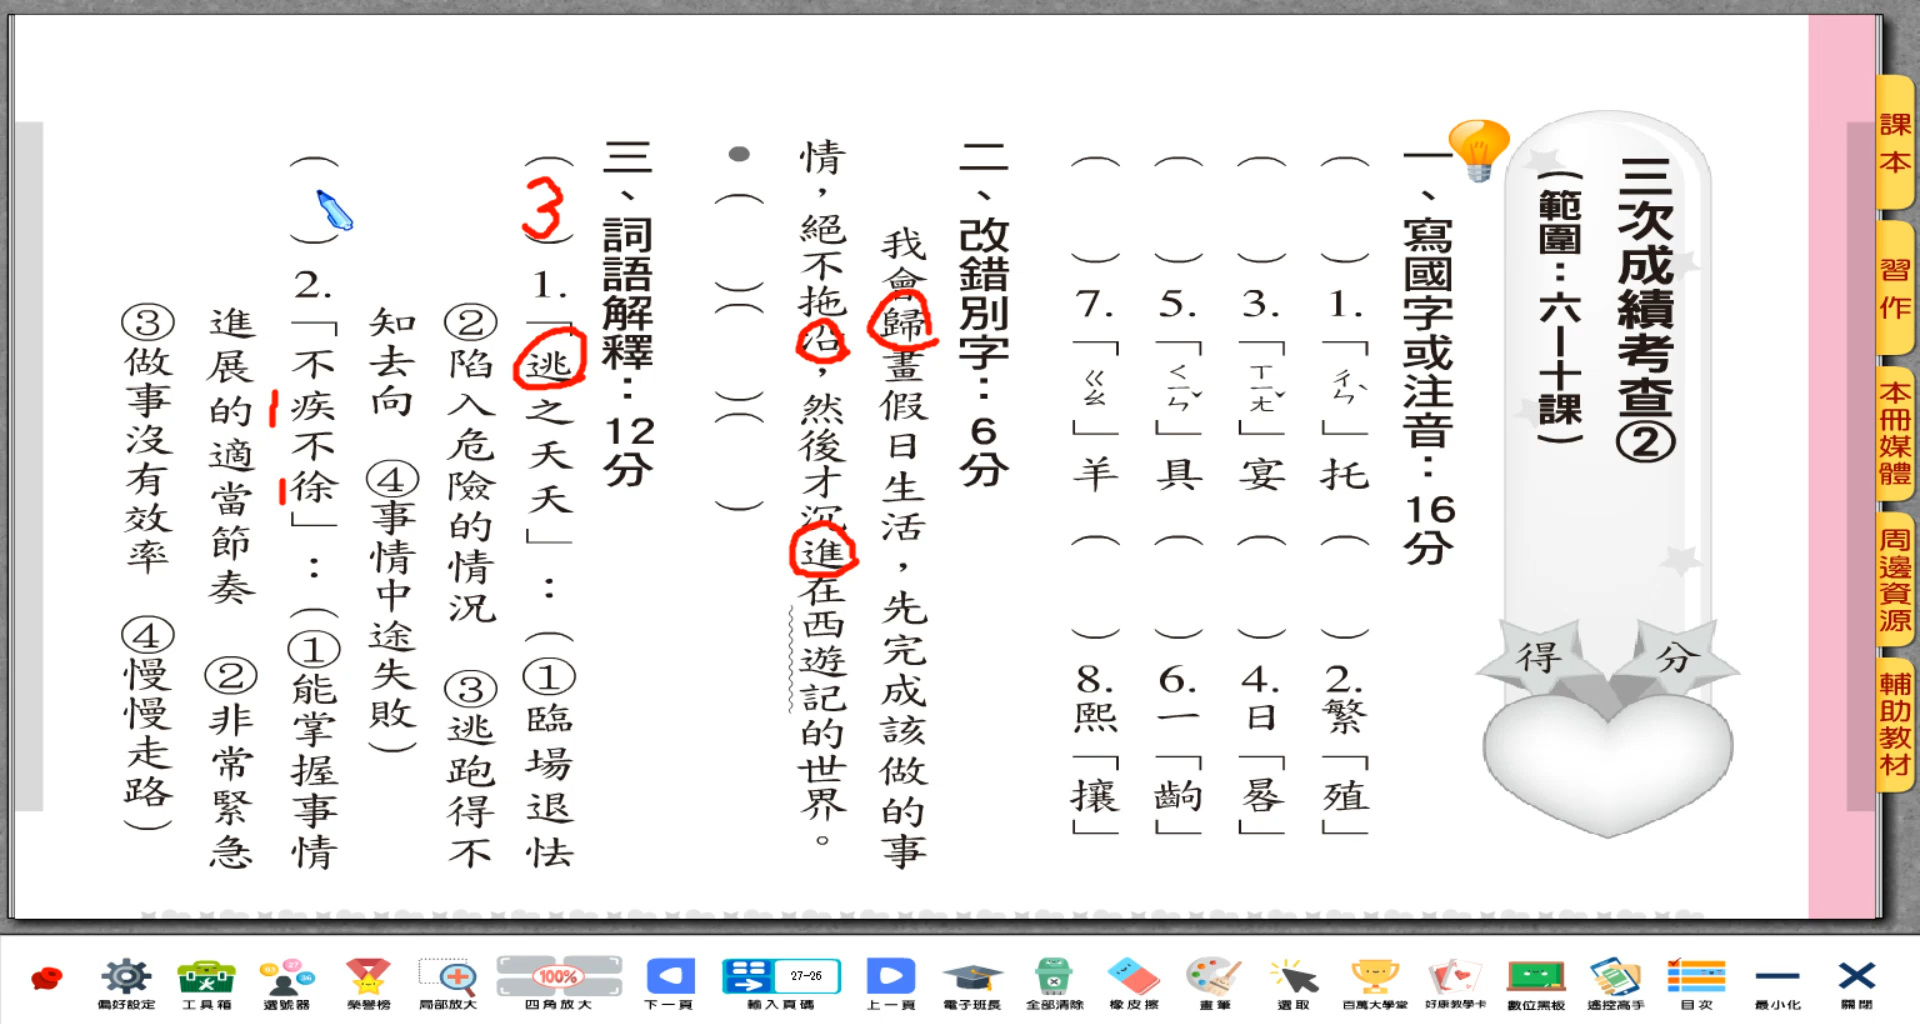 三次成績考查②
(範圍：六—十課)
得分
一、寫國字或注音：16分
(　)1.「ㄔㄣˋ」托
(　)2.繁「殖」
(　)3.「ㄒㄧㄤˇ」宴
(　)4.日「晷」
(　)5.「ㄑㄧㄢˇ」具
(　)6.一「齣」
(　)7.「ㄍㄠ」羊
(　)8.熙「攘」
二、改錯別字：6分
我會歸畫假日生活，先完成該做的事
情，絕不拖沿，然後才沉進在西遊記的世界。
●(　)(　)(　)
三、詞語解釋：12分
(3)1.「逃之夭夭」：(①臨場退怯
②陷入危險的情況　③逃跑得不
知去向　④事情中途失敗)
(　)2.「不疾不徐」：(①能掌握事情
進展的適當節奏　②非常緊急
③做事沒有效率　④慢慢走路)
課本
習作
本冊媒體
周邊資源
輔助教材
偏好設定
工具箱
選號器
榮譽榜
局部放大
100%
四角放大
下一頁
27-26
輸入頁碼
上一頁
電子班長
全部清除
橡皮擦
畫筆
選取
百萬大學堂
好康教學卡
數位黑板
遙控高手
目次
最小化
關閉